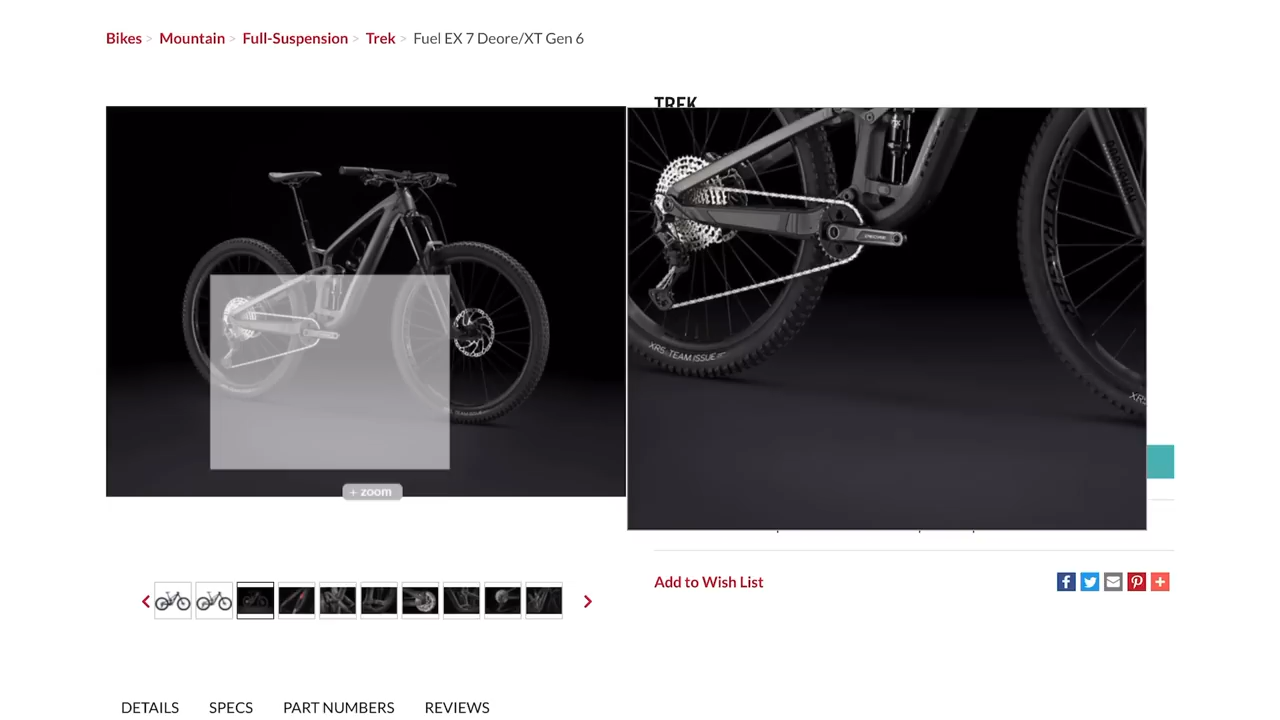 Bikes > Mountain > Full-Suspension > Trek > Fuel EX 7 Deore/XT Gen 6
TREK
XR5 TEAM ISSUE
+ zoom
Add to Wish List
DETAILS SPECS PART NUMBERS REVIEWS